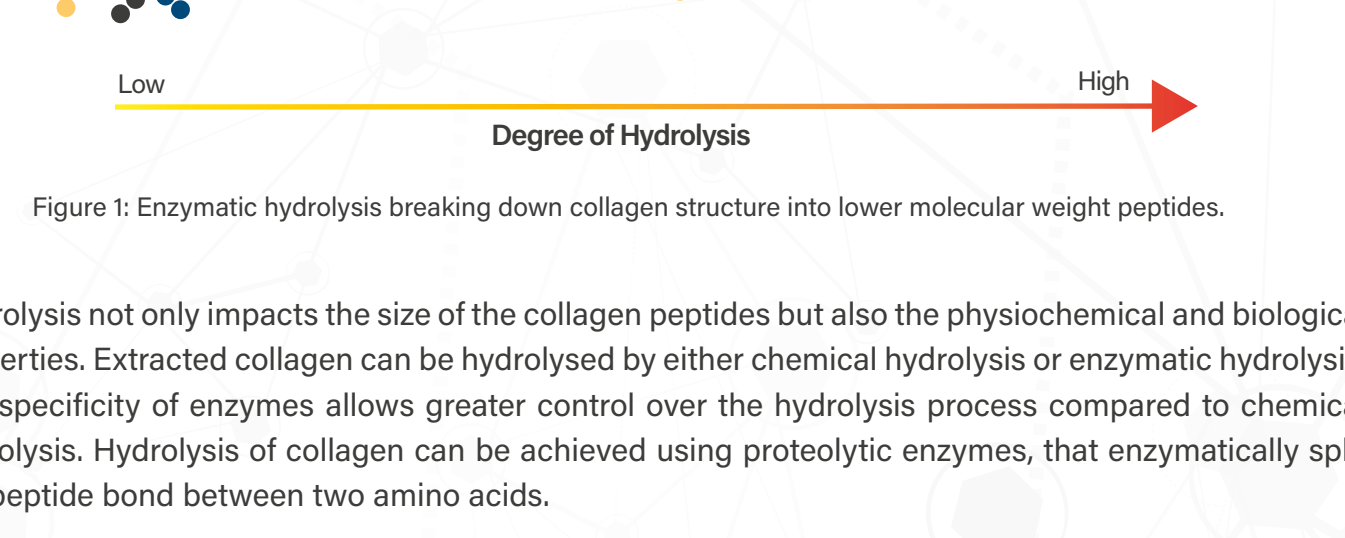 Low High
Degree of Hydrolysis
Figure 1: Enzymatic hydrolysis breaking down collagen structure into lower molecular weight peptides.
rolysis not only impacts the size of the collagen peptides but also the physiochemical and biologica
erties. Extracted collagen can be hydrolysed by either chemical hydrolysis or enzymatic hydrolysi
specificity of enzymes allows greater control over the hydrolysis process compared to chemica
olysis. Hydrolysis of collagen can be achieved using proteolytic enzymes, that enzymatically spl
peptide bond between two amino acids.